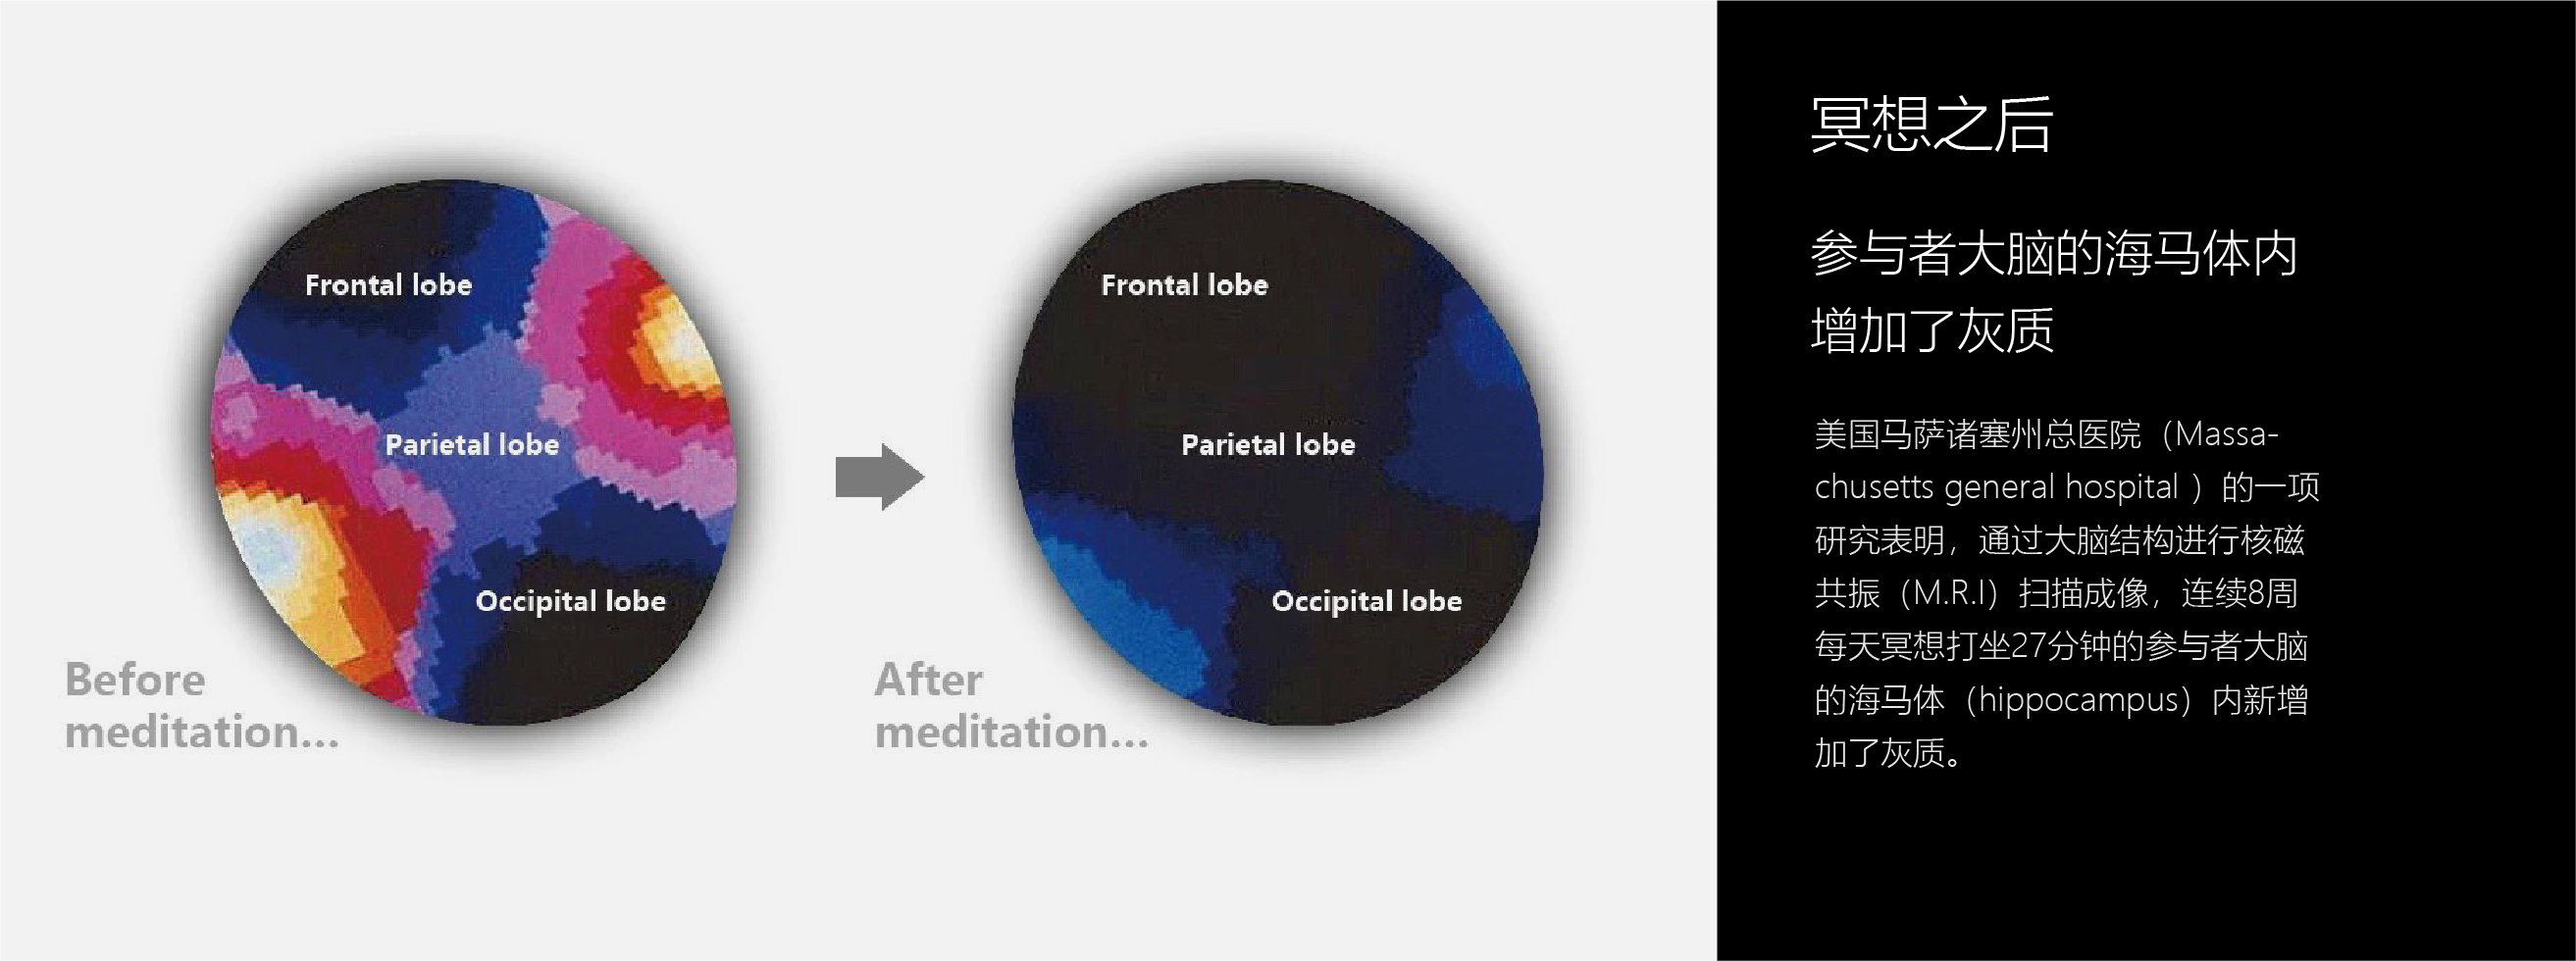 Frontal lobe
Parietal lobe
Occipital lobe
Before
meditation...
Frontal lobe
Parietal lobe
Occipital lobe
After
meditation...
冥想之后
参与者大脑的海马体内
增加了灰质
美国马萨诸塞州总医院（Massa-
chusetts general hospital ）的一项
研究表明，通过大脑结构进行核磁
共振（M.R.I）扫描成像，连续8周
每天冥想打坐27分钟的参与者大脑
的海马体（hippocampus）内新增
加了灰质。